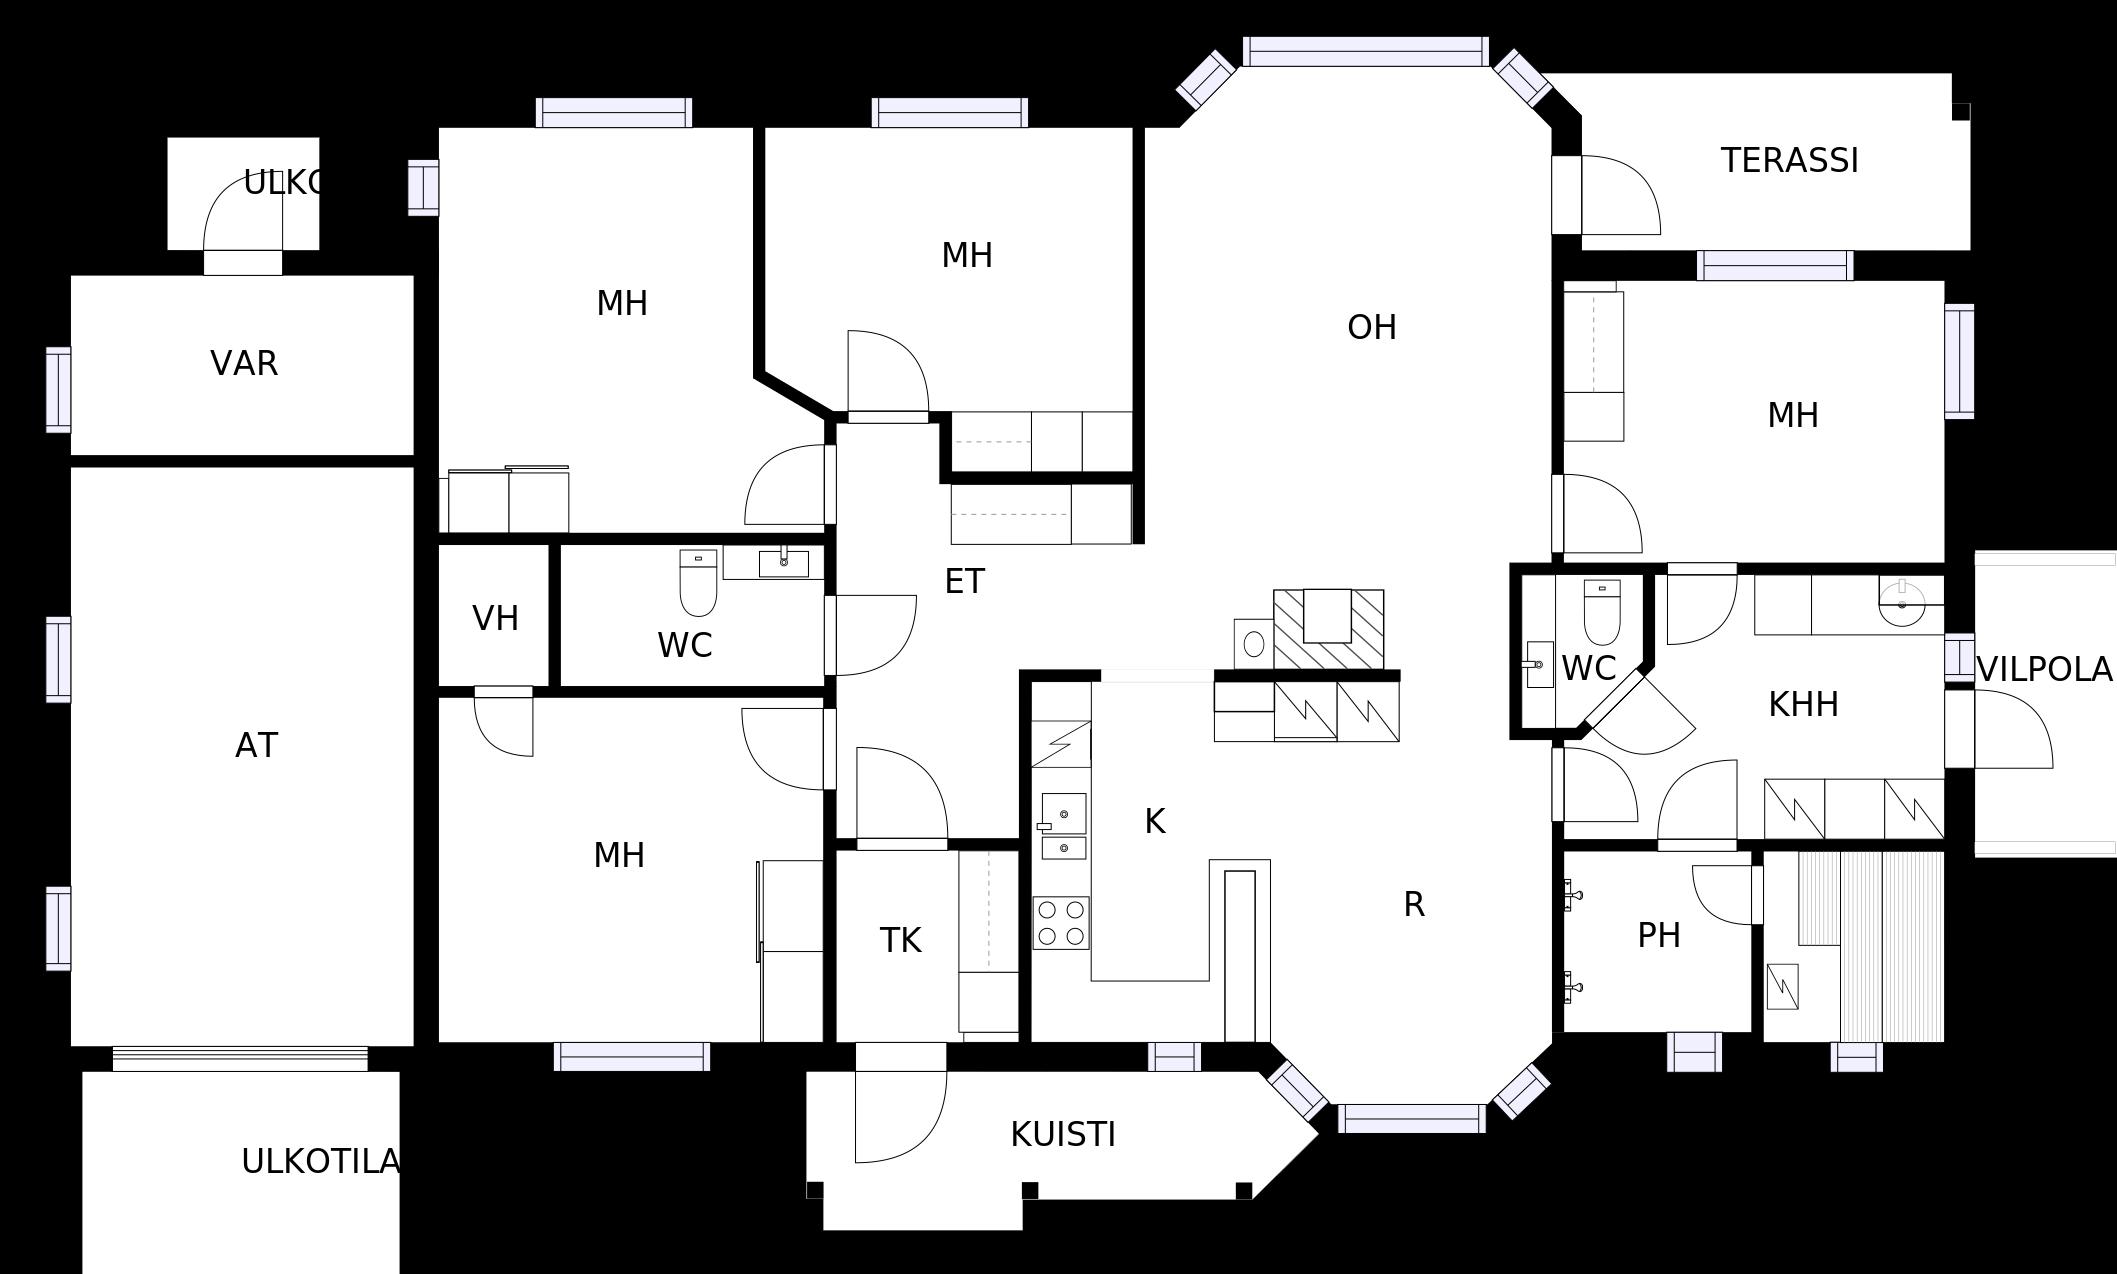 TERASSI
ULKO
MH
MH
OH
VAR
MH
ET
VH
WC
WC
VILPOLA
KHH
AT
K
MH
R
TK
PH
KUISTI
ULKOTILA